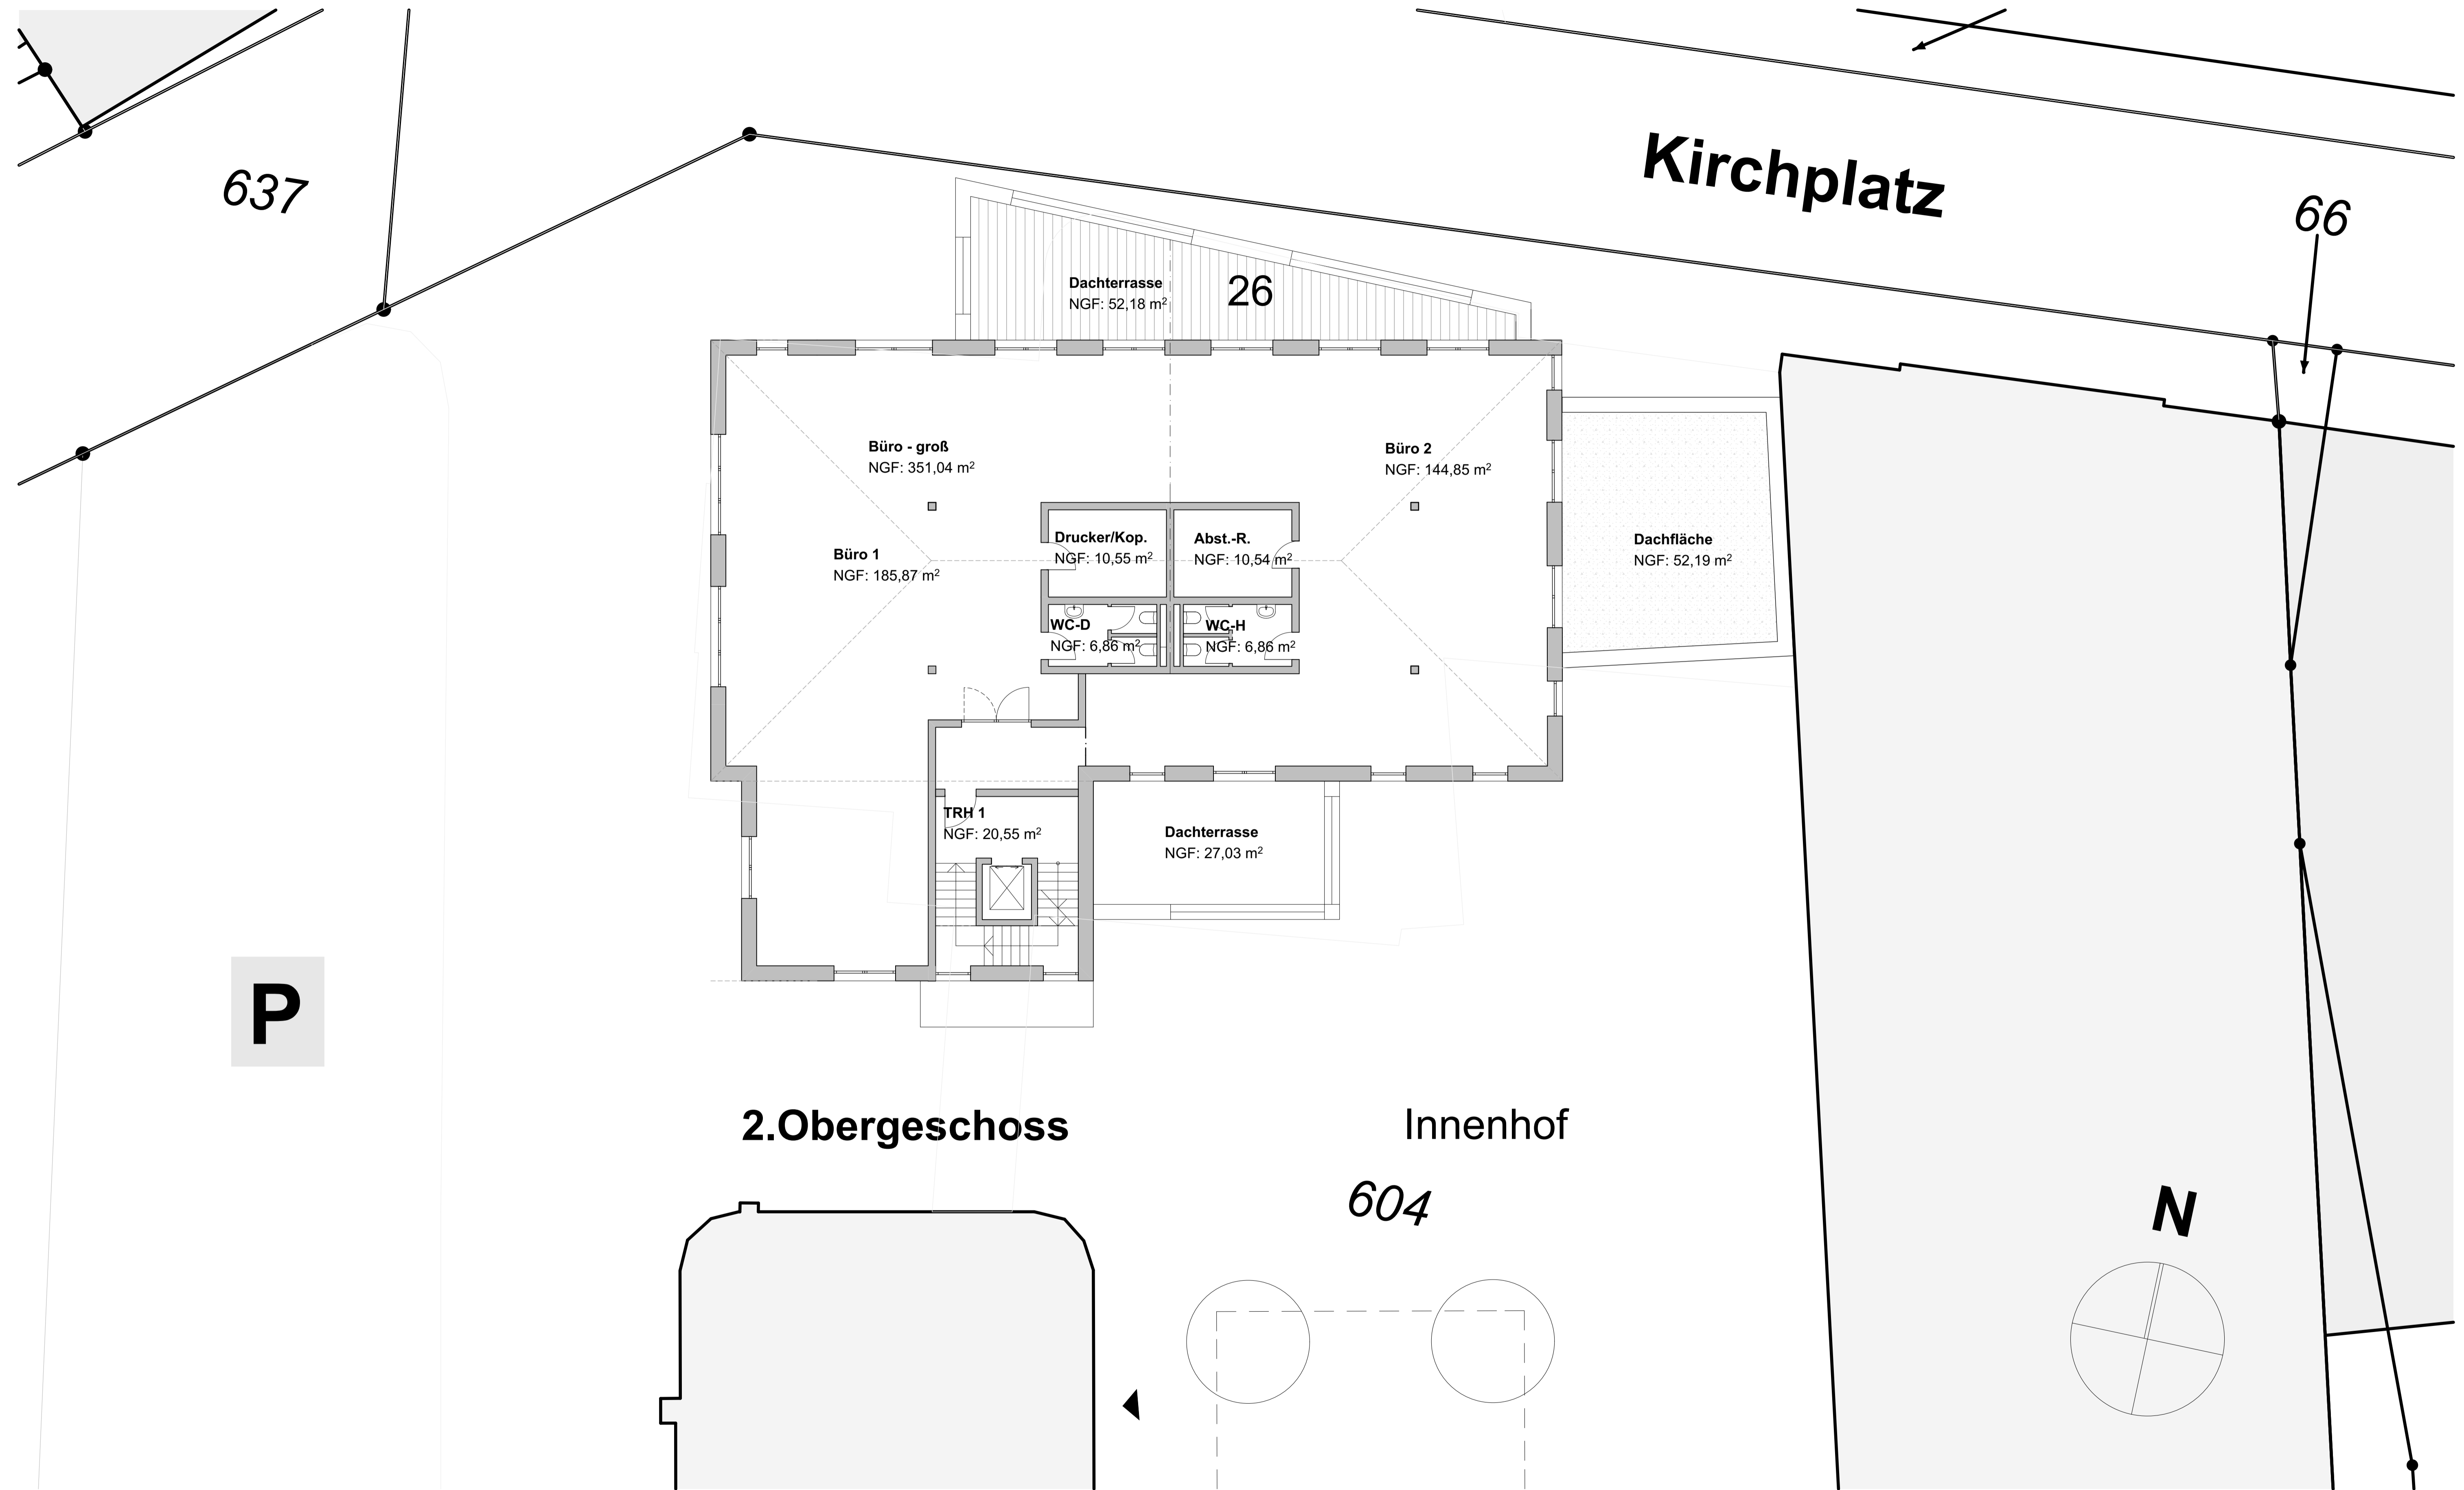 637
Kirchplatz
66
Dachterrasse
NGF: 52,18 m²
26
Büro - groß
NGF: 351,04 m²
Büro 2
NGF: 144,85 m²
Büro 1
NGF: 185,87 m²
Drucker/Kop.
NGF: 10,55 m²
Abst.-R.
NGF: 10,54 m²
Dachfläche
NGF: 52,19 m²
WC-D
NGF: 6,86 m²
WC-H
NGF: 6,86 m²
TRH 1
NGF: 20,55 m²
Dachterrasse
NGF: 27,03 m²
P
2.Obergeschoss
Innenhof
604
N